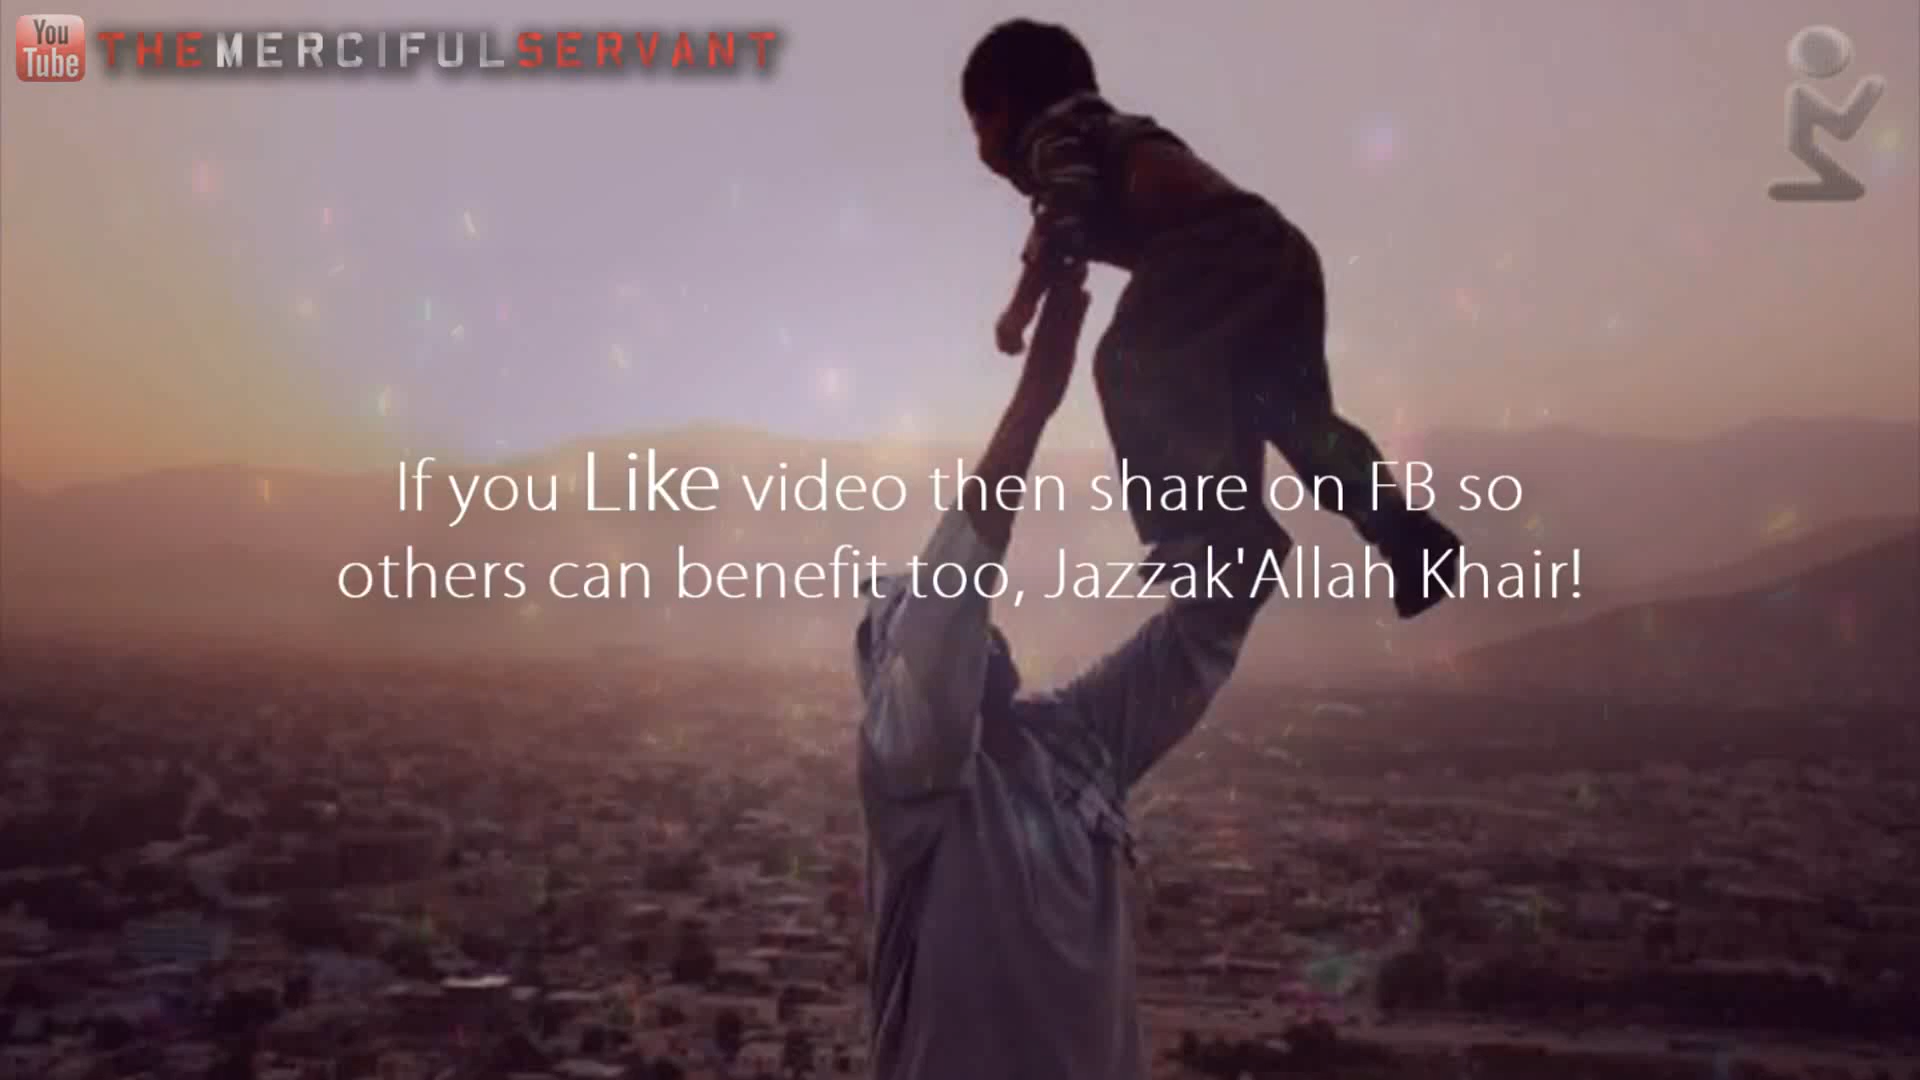 You Tube THEMERCIFULSERVANT
If you Like video then share on FB so
others can benefit too, Jazzak'Allah Khair!